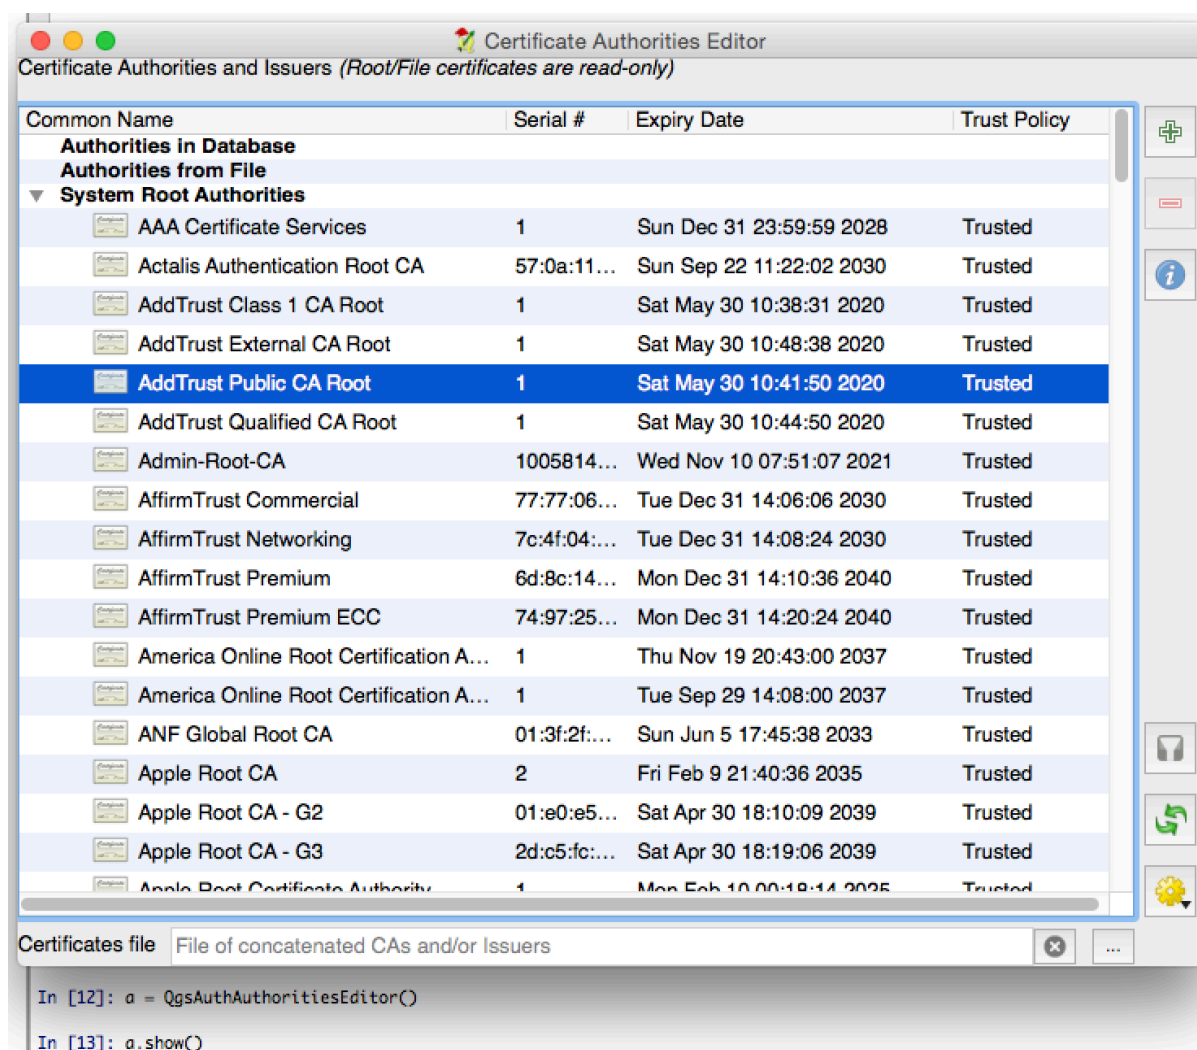 Certificate Authorities Editor
Certificate Authorities and Issuers (Root/File certificates are read-only)
Common Name Serial # Expiry Date Trust Policy
Authorities in Database
Authorities from File
System Root Authorities
AAA Certificate Services 1 Sun Dec 31 23:59:59 2028 Trusted
Actalis Authentication Root CA 57:0a:11... Sun Sep 22 11:22:02 2030 Trusted
AddTrust Class 1 CA Root 1 Sat May 30 10:38:31 2020 Trusted
AddTrust External CA Root 1 Sat May 30 10:48:38 2020 Trusted
AddTrust Public CA Root 1 Sat May 30 10:41:50 2020 Trusted
AddTrust Qualified CA Root 1 Sat May 30 10:44:50 2020 Trusted
Admin-Root-CA 1005814... Wed Nov 10 07:51:07 2021 Trusted
AffirmTrust Commercial 77:77:06... Tue Dec 31 14:06:06 2030 Trusted
AffirmTrust Networking 7c:4f:04:... Tue Dec 31 14:08:24 2030 Trusted
AffirmTrust Premium 6d:8c:14... Mon Dec 31 14:10:36 2040 Trusted
AffirmTrust Premium ECC 74:97:25... Mon Dec 31 14:20:24 2040 Trusted
America Online Root Certification A... 1 Thu Nov 19 20:43:00 2037 Trusted
America Online Root Certification A... 1 Tue Sep 29 14:08:00 2037 Trusted
ANF Global Root CA 01:3f:2f:... Sun Jun 5 17:45:38 2033 Trusted
Apple Root CA 2 Fri Feb 9 21:40:36 2035 Trusted
Apple Root CA - G2 01:e0:e5... Sat Apr 30 18:10:09 2039 Trusted
Apple Root CA - G3 2d:c5:fc:... Sat Apr 30 18:19:06 2039 Trusted
Apple Root Certificate Authority 1 Mon Feb 10 00:18:14 2025 Trusted
Certificates file File of concatenated CAs and/or Issuers ...
In [12]: a = QgsAuthAuthoritiesEditor()
In [13]: a.show()